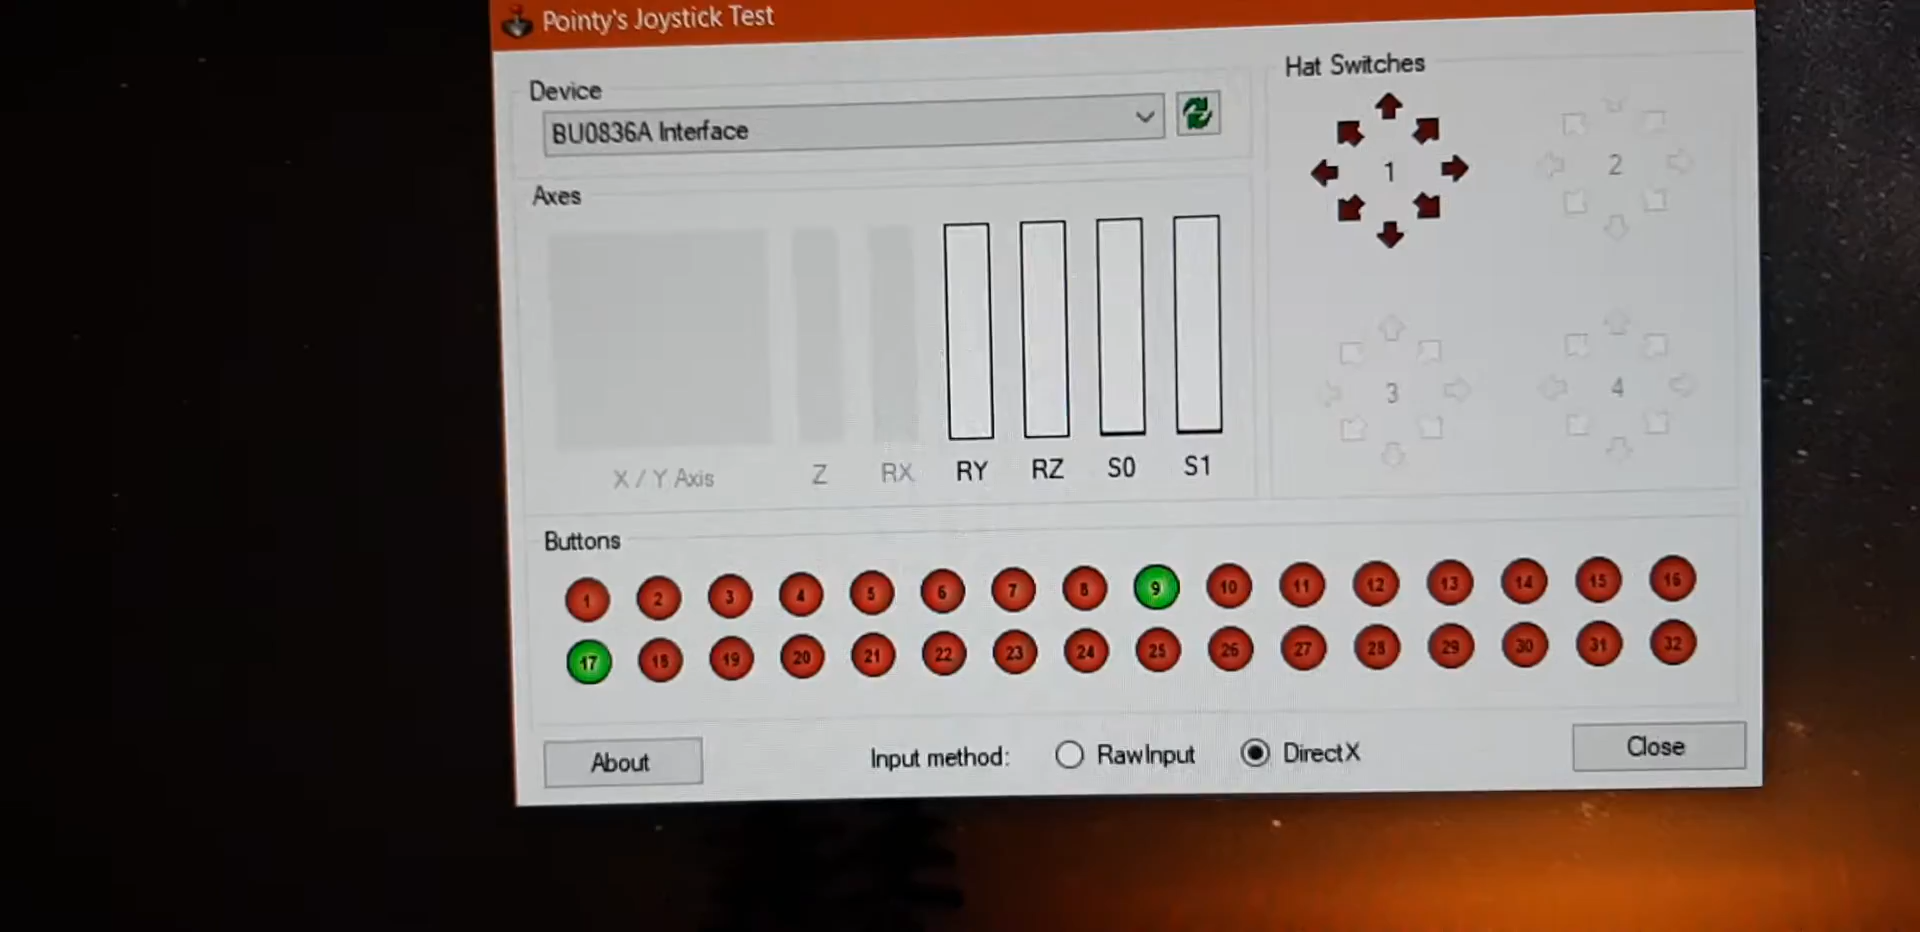 Pointy's Joystick Test
Device
BU0836A Interface
Axes
X / Y Axis
Z
RX
RY
RZ
S0
S1
Hat Switches
1
2
3
4
Buttons
1 2 3 4 5 6 7 8 9 10 11 12 13 14 15 16
17 18 19 20 21 22 23 24 25 26 27 28 29 30 31 32
About
Input method:
RawInput
DirectX
Close